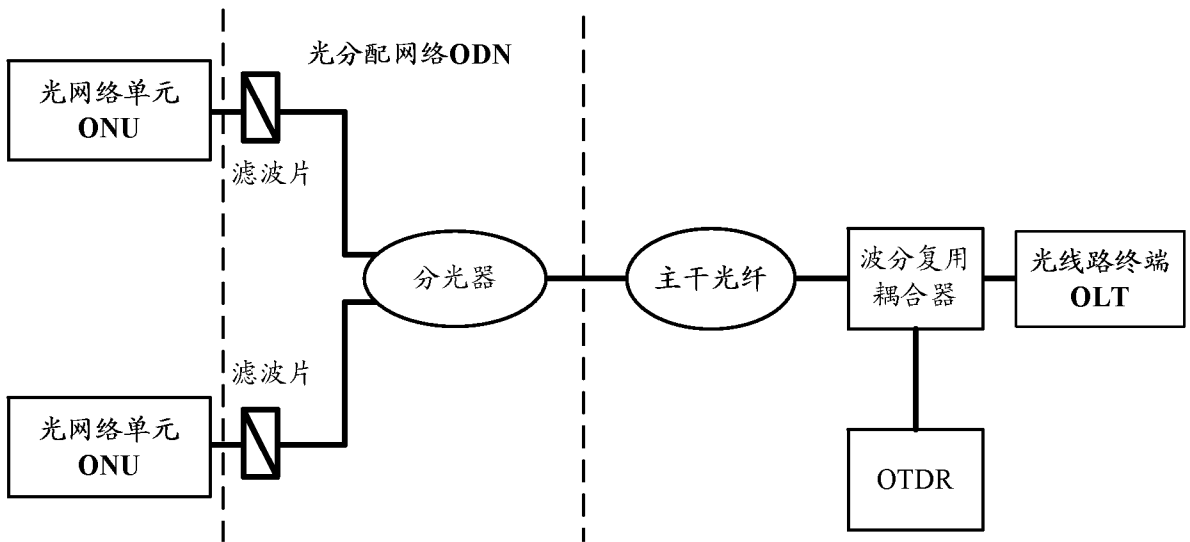 光分配网络ODN
光网络单元
ONU
滤波片
分光器
主干光纤
波分复用
耦合器
光线路终端
OLT
滤波片
光网络单元
ONU
OTDR